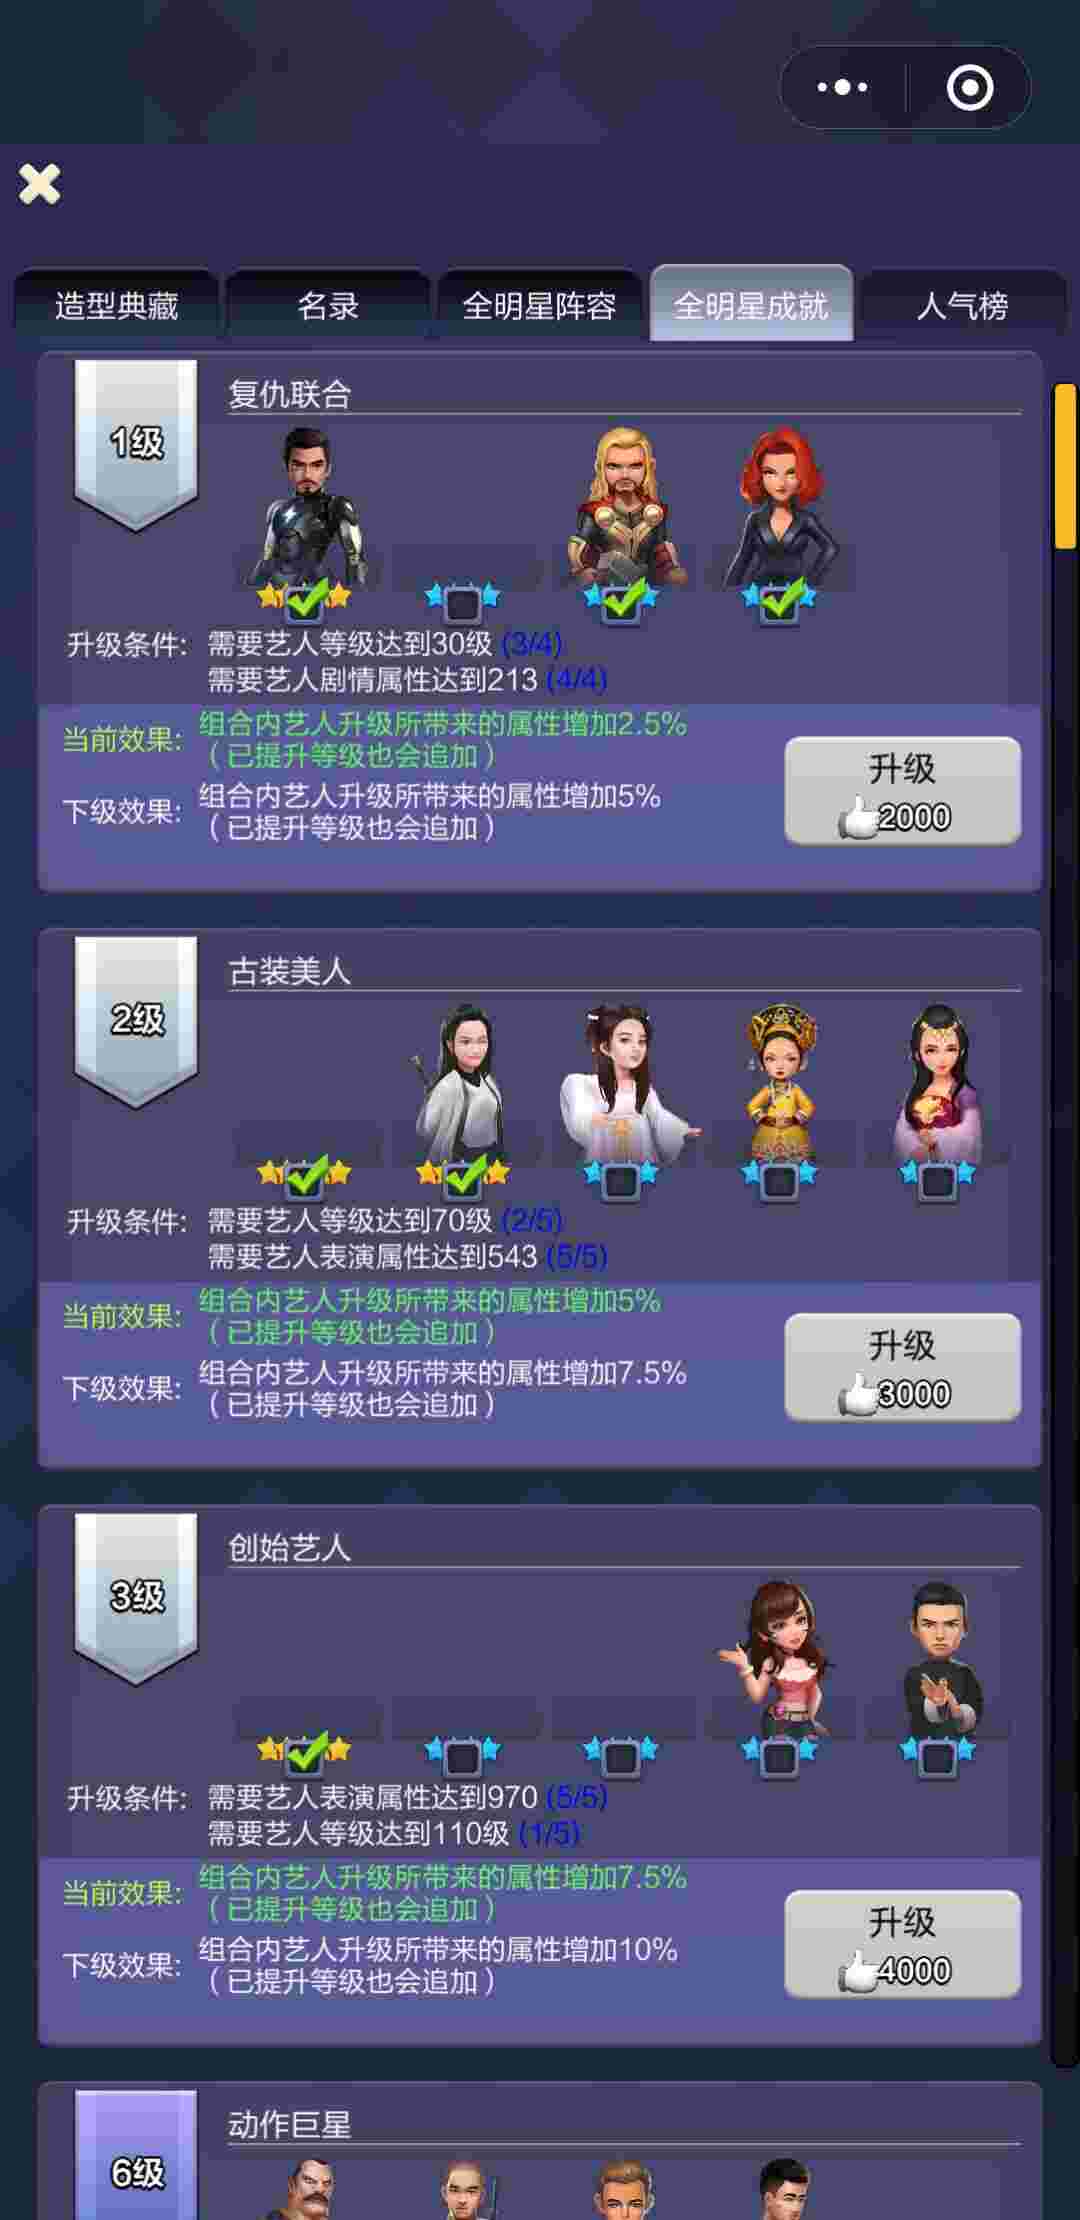 造型典藏
名录
全明星阵容
全明星成就
人气榜
1级
复仇联合
升级条件: 需要艺人等级达到30级 (3/4)
需要艺人剧情属性达到213 (4/4)
当前效果: 组合内艺人升级所带来的属性增加2.5%
（已提升等级也会追加）
下级效果: 组合内艺人升级所带来的属性增加5%
（已提升等级也会追加）
升级
2000
2级
古装美人
升级条件: 需要艺人等级达到70级 (2/5)
需要艺人表演属性达到543 (5/5)
当前效果: 组合内艺人升级所带来的属性增加5%
（已提升等级也会追加）
下级效果: 组合内艺人升级所带来的属性增加7.5%
（已提升等级也会追加）
升级
3000
3级
创始艺人
升级条件: 需要艺人表演属性达到970 (5/5)
需要艺人等级达到110级 (1/5)
当前效果: 组合内艺人升级所带来的属性增加7.5%
（已提升等级也会追加）
下级效果: 组合内艺人升级所带来的属性增加10%
（已提升等级也会追加）
升级
4000
6级
动作巨星